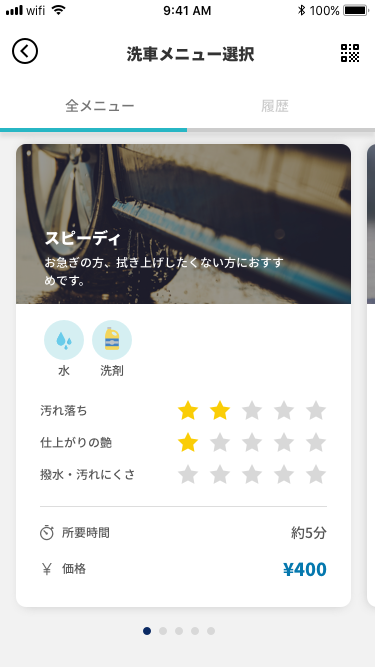 wifi 9:41 AM 100%
洗車メニュー選択
全メニュー 履歴
スピーディ
お急ぎの方、拭き上げしたくない方におすす
めです。
水 洗剤
汚れ落ち
仕上がりの艶
撥水・汚れにくさ
所要時間 約5分
¥ 価格 ¥400